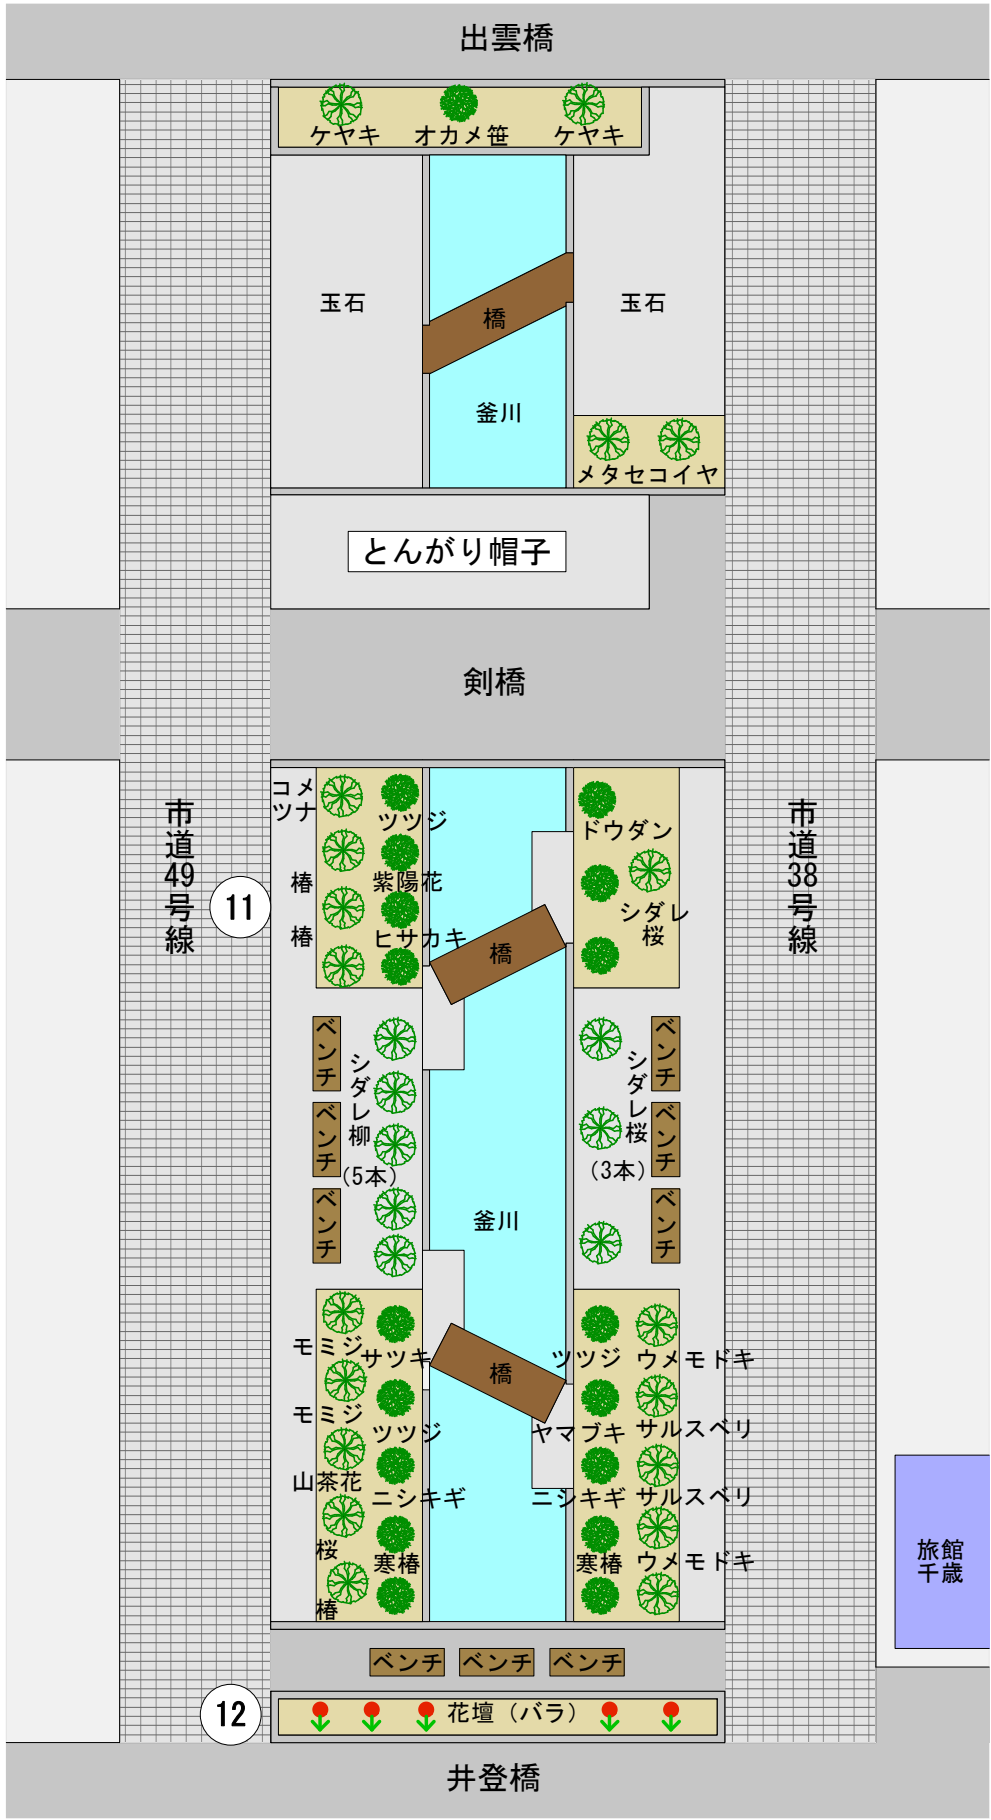 出雲橋
ケヤキ
オカメ笹
ケヤキ
玉石
橋
玉石
釜川
メタセコイヤ
とんがり帽子
剣橋
市道49号線
市道38号線
11
コメ
ツナ
ツツジ
ドウダン
椿
紫陽花
シダレ
桜
椿
ヒサカキ
橋
ベンチ
ベンチ
ベンチ
シダレ柳
(5本)
シダレ桜
(3本)
ベンチ
ベンチ
ベンチ
釜川
モミジ
サツキ
橋
ツツジ
ウメモドキ
モミジ
ツツジ
ヤマブキ
サルスベリ
山茶花
ニシキギ
ニシキギ
サルスベリ
桜
寒椿
寒椿
ウメモドキ
椿
旅館
千歳
ベンチ
ベンチ
ベンチ
12
花壇（バラ）
井登橋